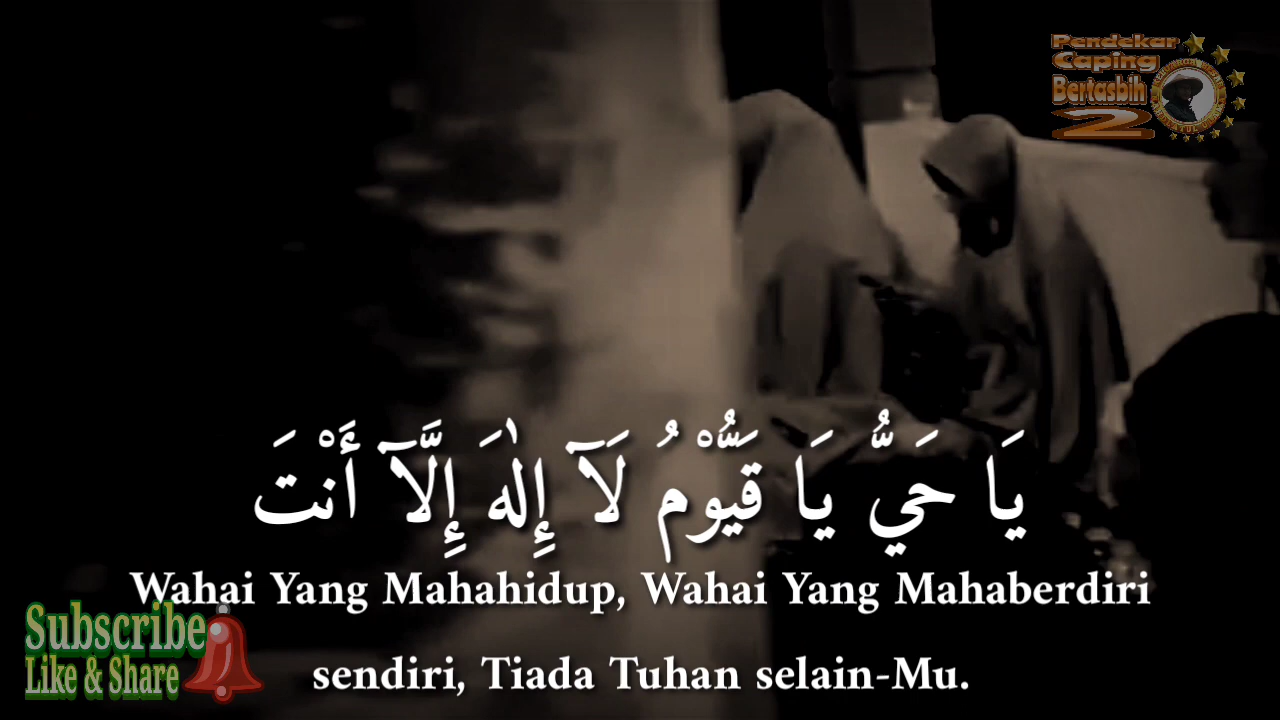 Pendekar
Caping
Bertasbih
2
يَا حَيُّ يَا قَيُّوْمُ لَآ إِلٰهَ إِلَّآ أَنْتَ
Wahai Yang Mahahidup, Wahai Yang Mahaberdiri
sendiri, Tiada Tuhan selain-Mu.
Subscribe
Like & Share